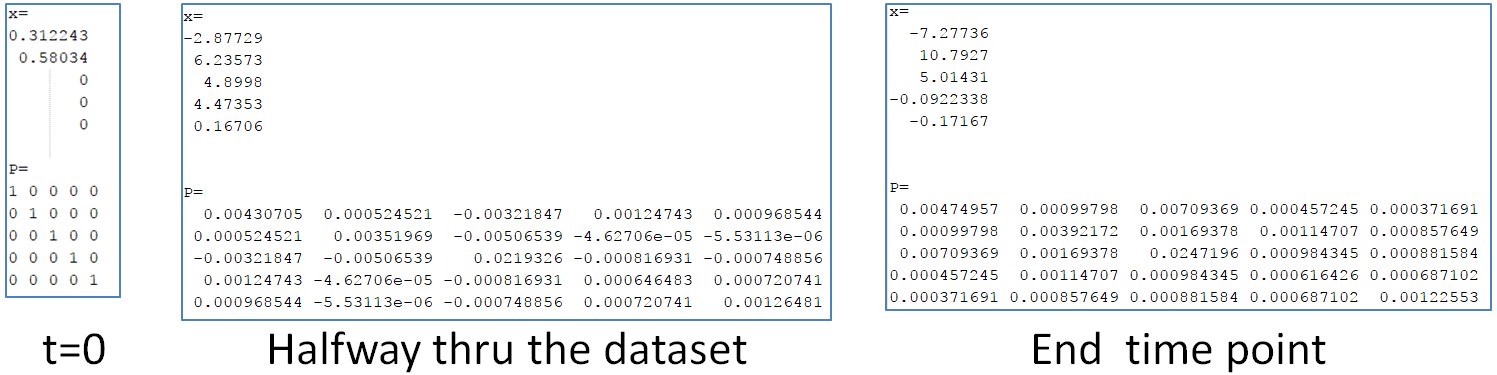 x=
0.312243
0.58034
0
0
0
P=
1 0 0 0 0
0 1 0 0 0
0 0 1 0 0
0 0 0 1 0
0 0 0 0 1
t=0
x=
-2.87729
6.23573
4.8998
4.47353
0.16706
P=
0.00430705 0.000524521 -0.00321847 0.00124743 0.000968544
0.000524521 0.00351969 -0.00506539 -4.62706e-05 -5.53113e-06
-0.00321847 -0.00506539 0.0219326 -0.000816931 -0.000748856
0.00124743 -4.62706e-05 -0.000816931 0.000646483 0.000720741
0.000968544 -5.53113e-06 -0.000748856 0.000720741 0.00126481
Halfway thru the dataset
x=
-7.27736
10.7927
5.01431
-0.0922338
-0.17167
P=
0.00474957 0.00099798 0.00709369 0.000457245 0.000371691
0.00099798 0.00392172 0.00169378 0.00114707 0.000857649
0.00709369 0.00169378 0.0247196 0.000984345 0.000881584
0.000457245 0.00114707 0.000984345 0.000616426 0.000687102
0.000371691 0.000857649 0.000881584 0.000687102 0.00122553
End time point